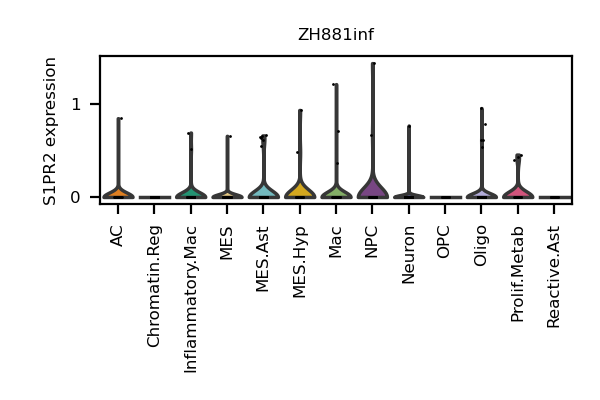 ZH881inf
S1PR2 expression
1
0
AC
Chromatin.Reg
Inflammatory.Mac
MES
MES.Ast
MES.Hyp
Mac
NPC
Neuron
OPC
Oligo
Prolif.Metab
Reactive.Ast